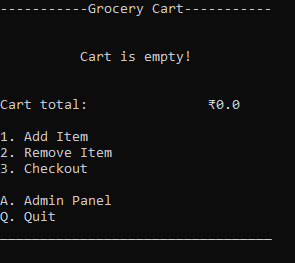 -----------Grocery Cart-----------
Cart is empty!
Cart total: ₹0.0
1. Add Item
2. Remove Item
3. Checkout
A. Admin Panel
Q. Quit
__________________________________